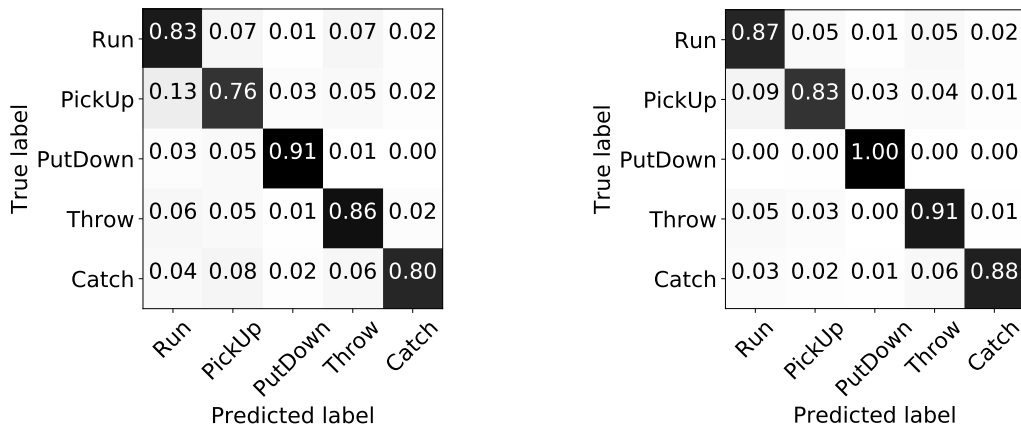 Run 0.83 0.07 0.01 0.07 0.02
PickUp 0.13 0.76 0.03 0.05 0.02
PutDown 0.03 0.05 0.91 0.01 0.00
Throw 0.06 0.05 0.01 0.86 0.02
Catch 0.04 0.08 0.02 0.06 0.80
True label
Run PickUp PutDown Throw Catch
Predicted label
Run 0.87 0.05 0.01 0.05 0.02
PickUp 0.09 0.83 0.03 0.04 0.01
PutDown 0.00 0.00 1.00 0.00 0.00
Throw 0.05 0.03 0.00 0.91 0.01
Catch 0.03 0.02 0.01 0.06 0.88
True label
Run PickUp PutDown Throw Catch
Predicted label